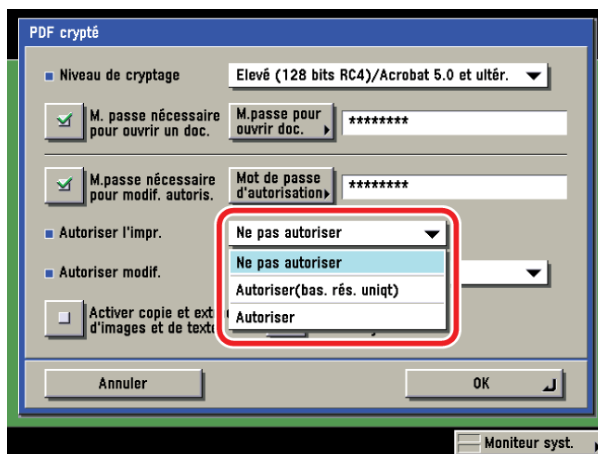 PDF crypté
Niveau de cryptage
Elevé (128 bits RC4)/Acrobat 5.0 et ultér.
M. passe nécessaire
pour ouvrir un doc.
M.passe pour
ouvrir doc.
********
M.passe nécessaire
pour modif. autoris.
Mot de passe
d'autorisation
********
Autoriser l'impr.
Ne pas autoriser
Ne pas autoriser
Autoriser modif.
Autoriser(bas. rés. uniqt)
Autoriser
Activer copie et
d'images et de
Annuler
OK
Moniteur syst.